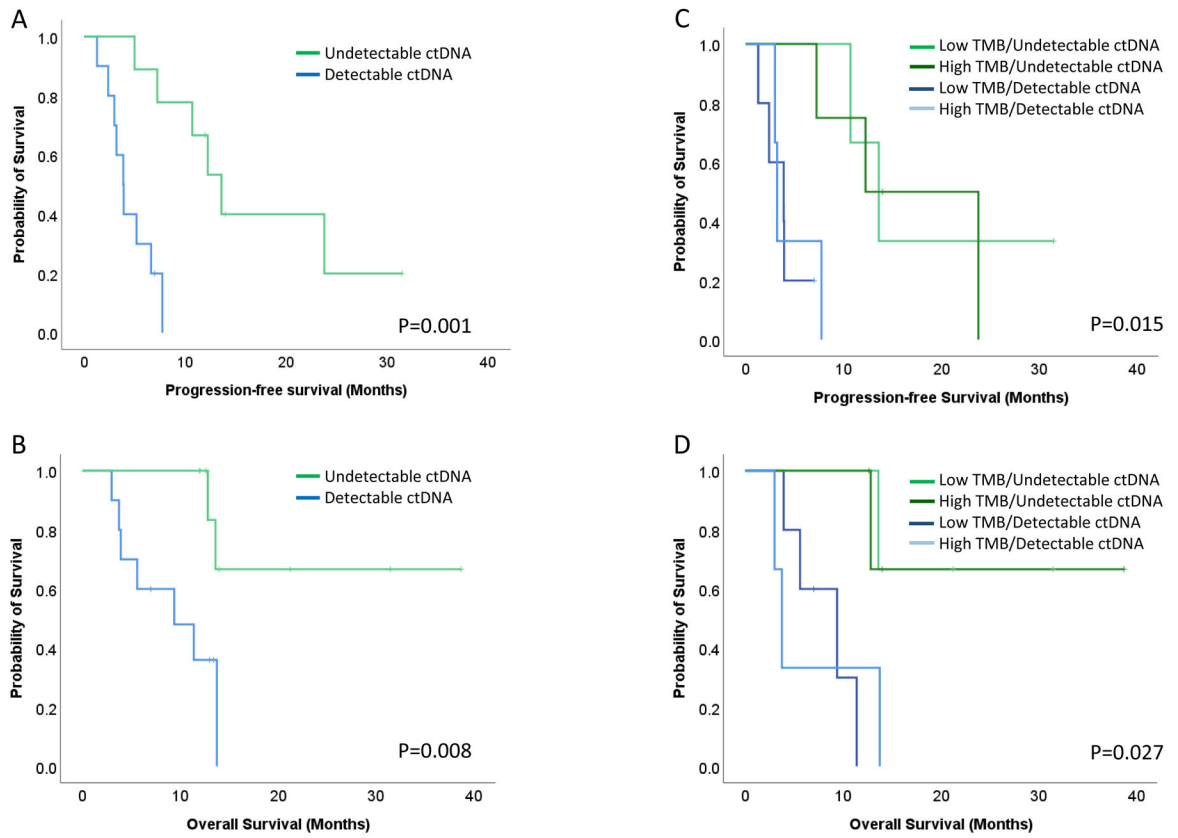 A
Undetectable ctDNA
Detectable ctDNA
Probability of Survival
1.0
0.8
0.6
0.4
0.2
0.0
P=0.001
0 10 20 30 40
Progression-free survival (Months)
C
Low TMB/Undetectable ctDNA
High TMB/Undetectable ctDNA
Low TMB/Detectable ctDNA
High TMB/Detectable ctDNA
Probability of Survival
1.0
0.8
0.6
0.4
0.2
0.0
P=0.015
0 10 20 30 40
Progression-free Survival (Months)
B
Undetectable ctDNA
Detectable ctDNA
Probability of Survival
1.0
0.8
0.6
0.4
0.2
0.0
P=0.008
0 10 20 30 40
Overall Survival (Months)
D
Low TMB/Undetectable ctDNA
High TMB/Undetectable ctDNA
Low TMB/Detectable ctDNA
High TMB/Detectable ctDNA
Probability of Survival
1.0
0.8
0.6
0.4
0.2
0.0
P=0.027
0 10 20 30 40
Overall Survival (Months)